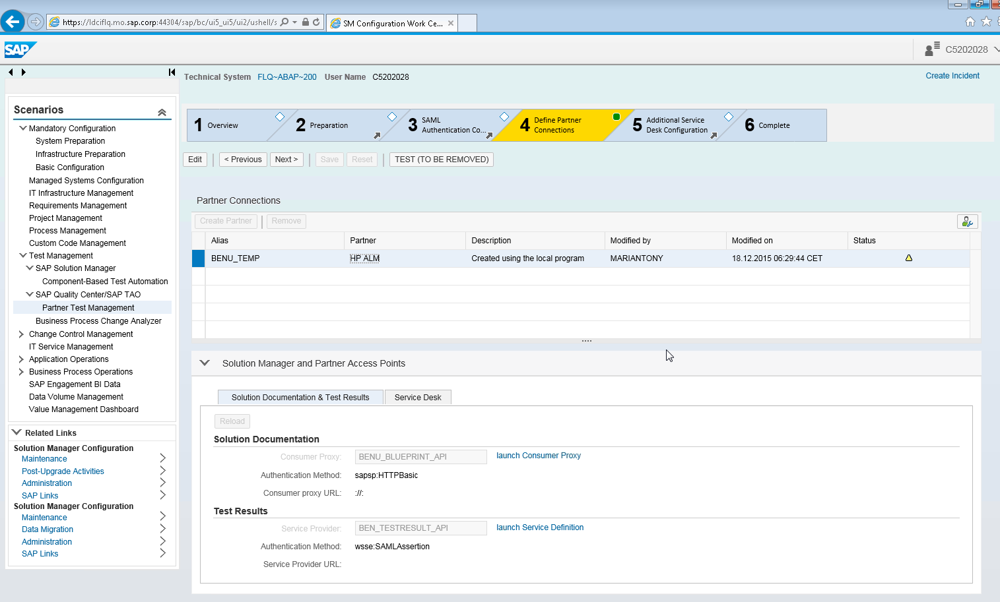 https://ldciflq.mo.sap.corp:44304/sap/bc/ui5_ui5/ui2/ushell/s
SM Configuration Work Ce...
SAP
C5202028
Technical System FLQ~ABAP~200 User Name C5202028
Create Incident
Scenarios
Mandatory Configuration
System Preparation
Infrastructure Preparation
Basic Configuration
Managed Systems Configuration
IT Infrastructure Management
Requirements Management
Project Management
Process Management
Custom Code Management
Test Management
SAP Solution Manager
Component-Based Test Automation
SAP Quality Center/SAP TAO
Partner Test Management
Business Process Change Analyzer
Change Control Management
IT Service Management
Application Operations
Business Process Operations
SAP Engagement BI Data
Data Volume Management
Value Management Dashboard
Related Links
Solution Manager Configuration
Maintenance
Post-Upgrade Activities
Administration
SAP Links
Solution Manager Configuration
Maintenance
Data Migration
Administration
SAP Links
1 Overview
2 Preparation
3 SAML
Authentication Co...
4 Define Partner
Connections
5 Additional Service
Desk Configuration
6 Complete
Edit < Previous Next > Save Reset TEST (TO BE REMOVED)
Partner Connections
Create Partner Remove
Alias Partner Description Modified by Modified on Status
BENU_TEMP HP ALM Created using the local program MARIANTONY 18.12.2015 06:29:44 CET
Solution Manager and Partner Access Points
Solution Documentation & Test Results Service Desk
Reload
Solution Documentation
Consumer Proxy: BENU_BLUEPRINT_API launch Consumer Proxy
Authentication Method: sapsp:HTTPBasic
Consumer proxy URL: ://:
Test Results
Service Provider: BEN_TESTRESULT_API launch Service Definition
Authentication Method: wsse:SAMLAssertion
Service Provider URL: